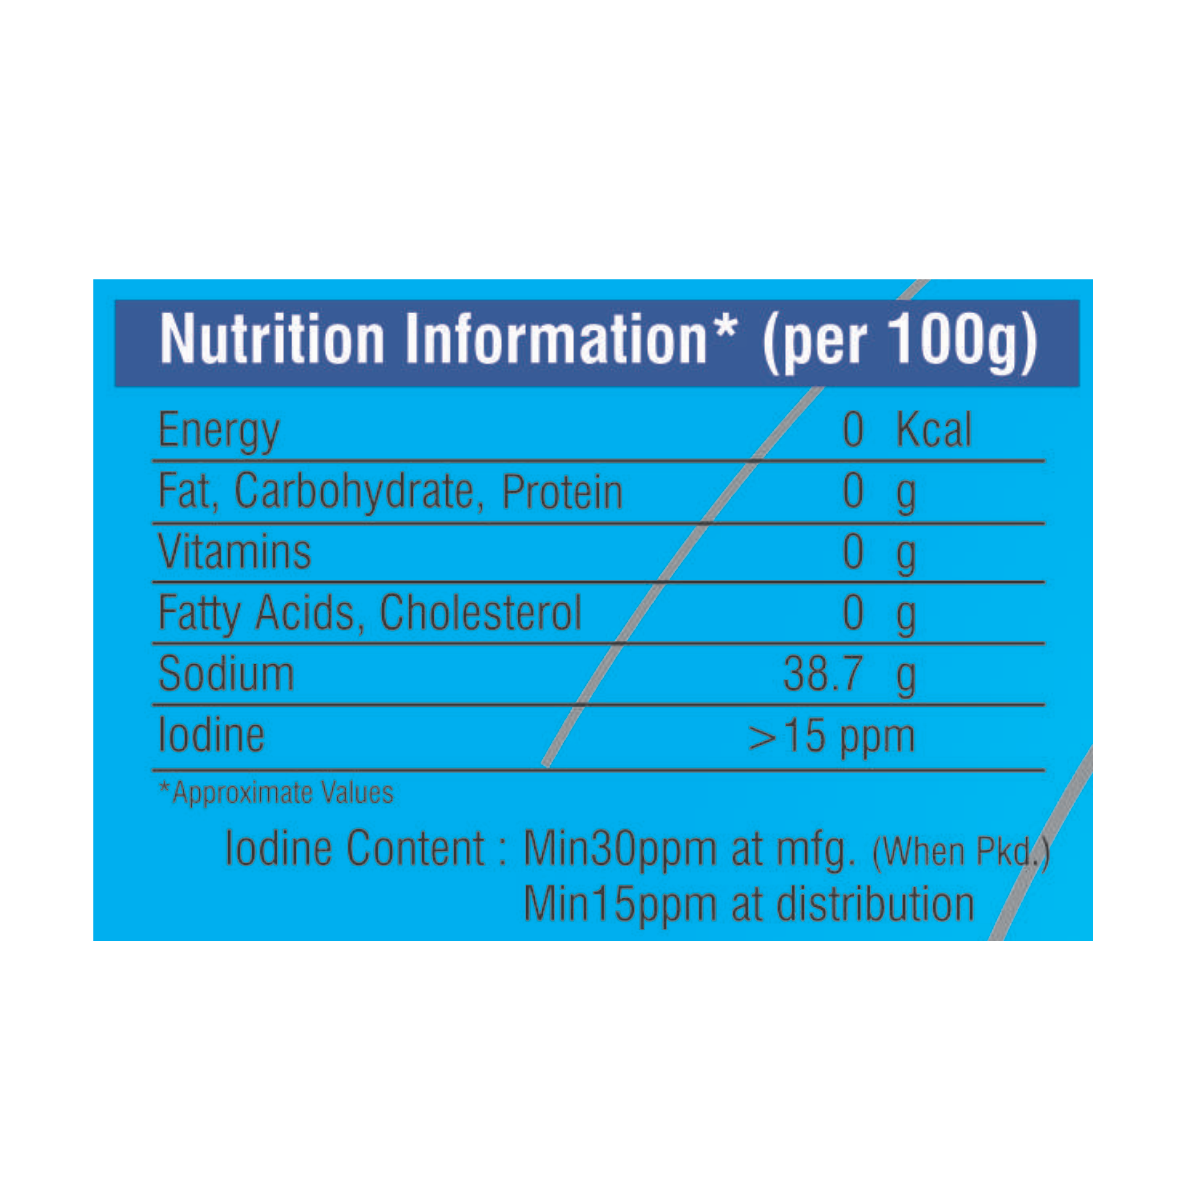 Nutrition Information* (per 100g)
Energy 0 Kcal
Fat, Carbohydrate, Protein 0 g
Vitamins 0 g
Fatty Acids, Cholesterol 0 g
Sodium 38.7 g
Iodine >15 ppm
*Approximate Values
Iodine Content : Min30ppm at mfg. (When Pkd.)
Min15ppm at distribution